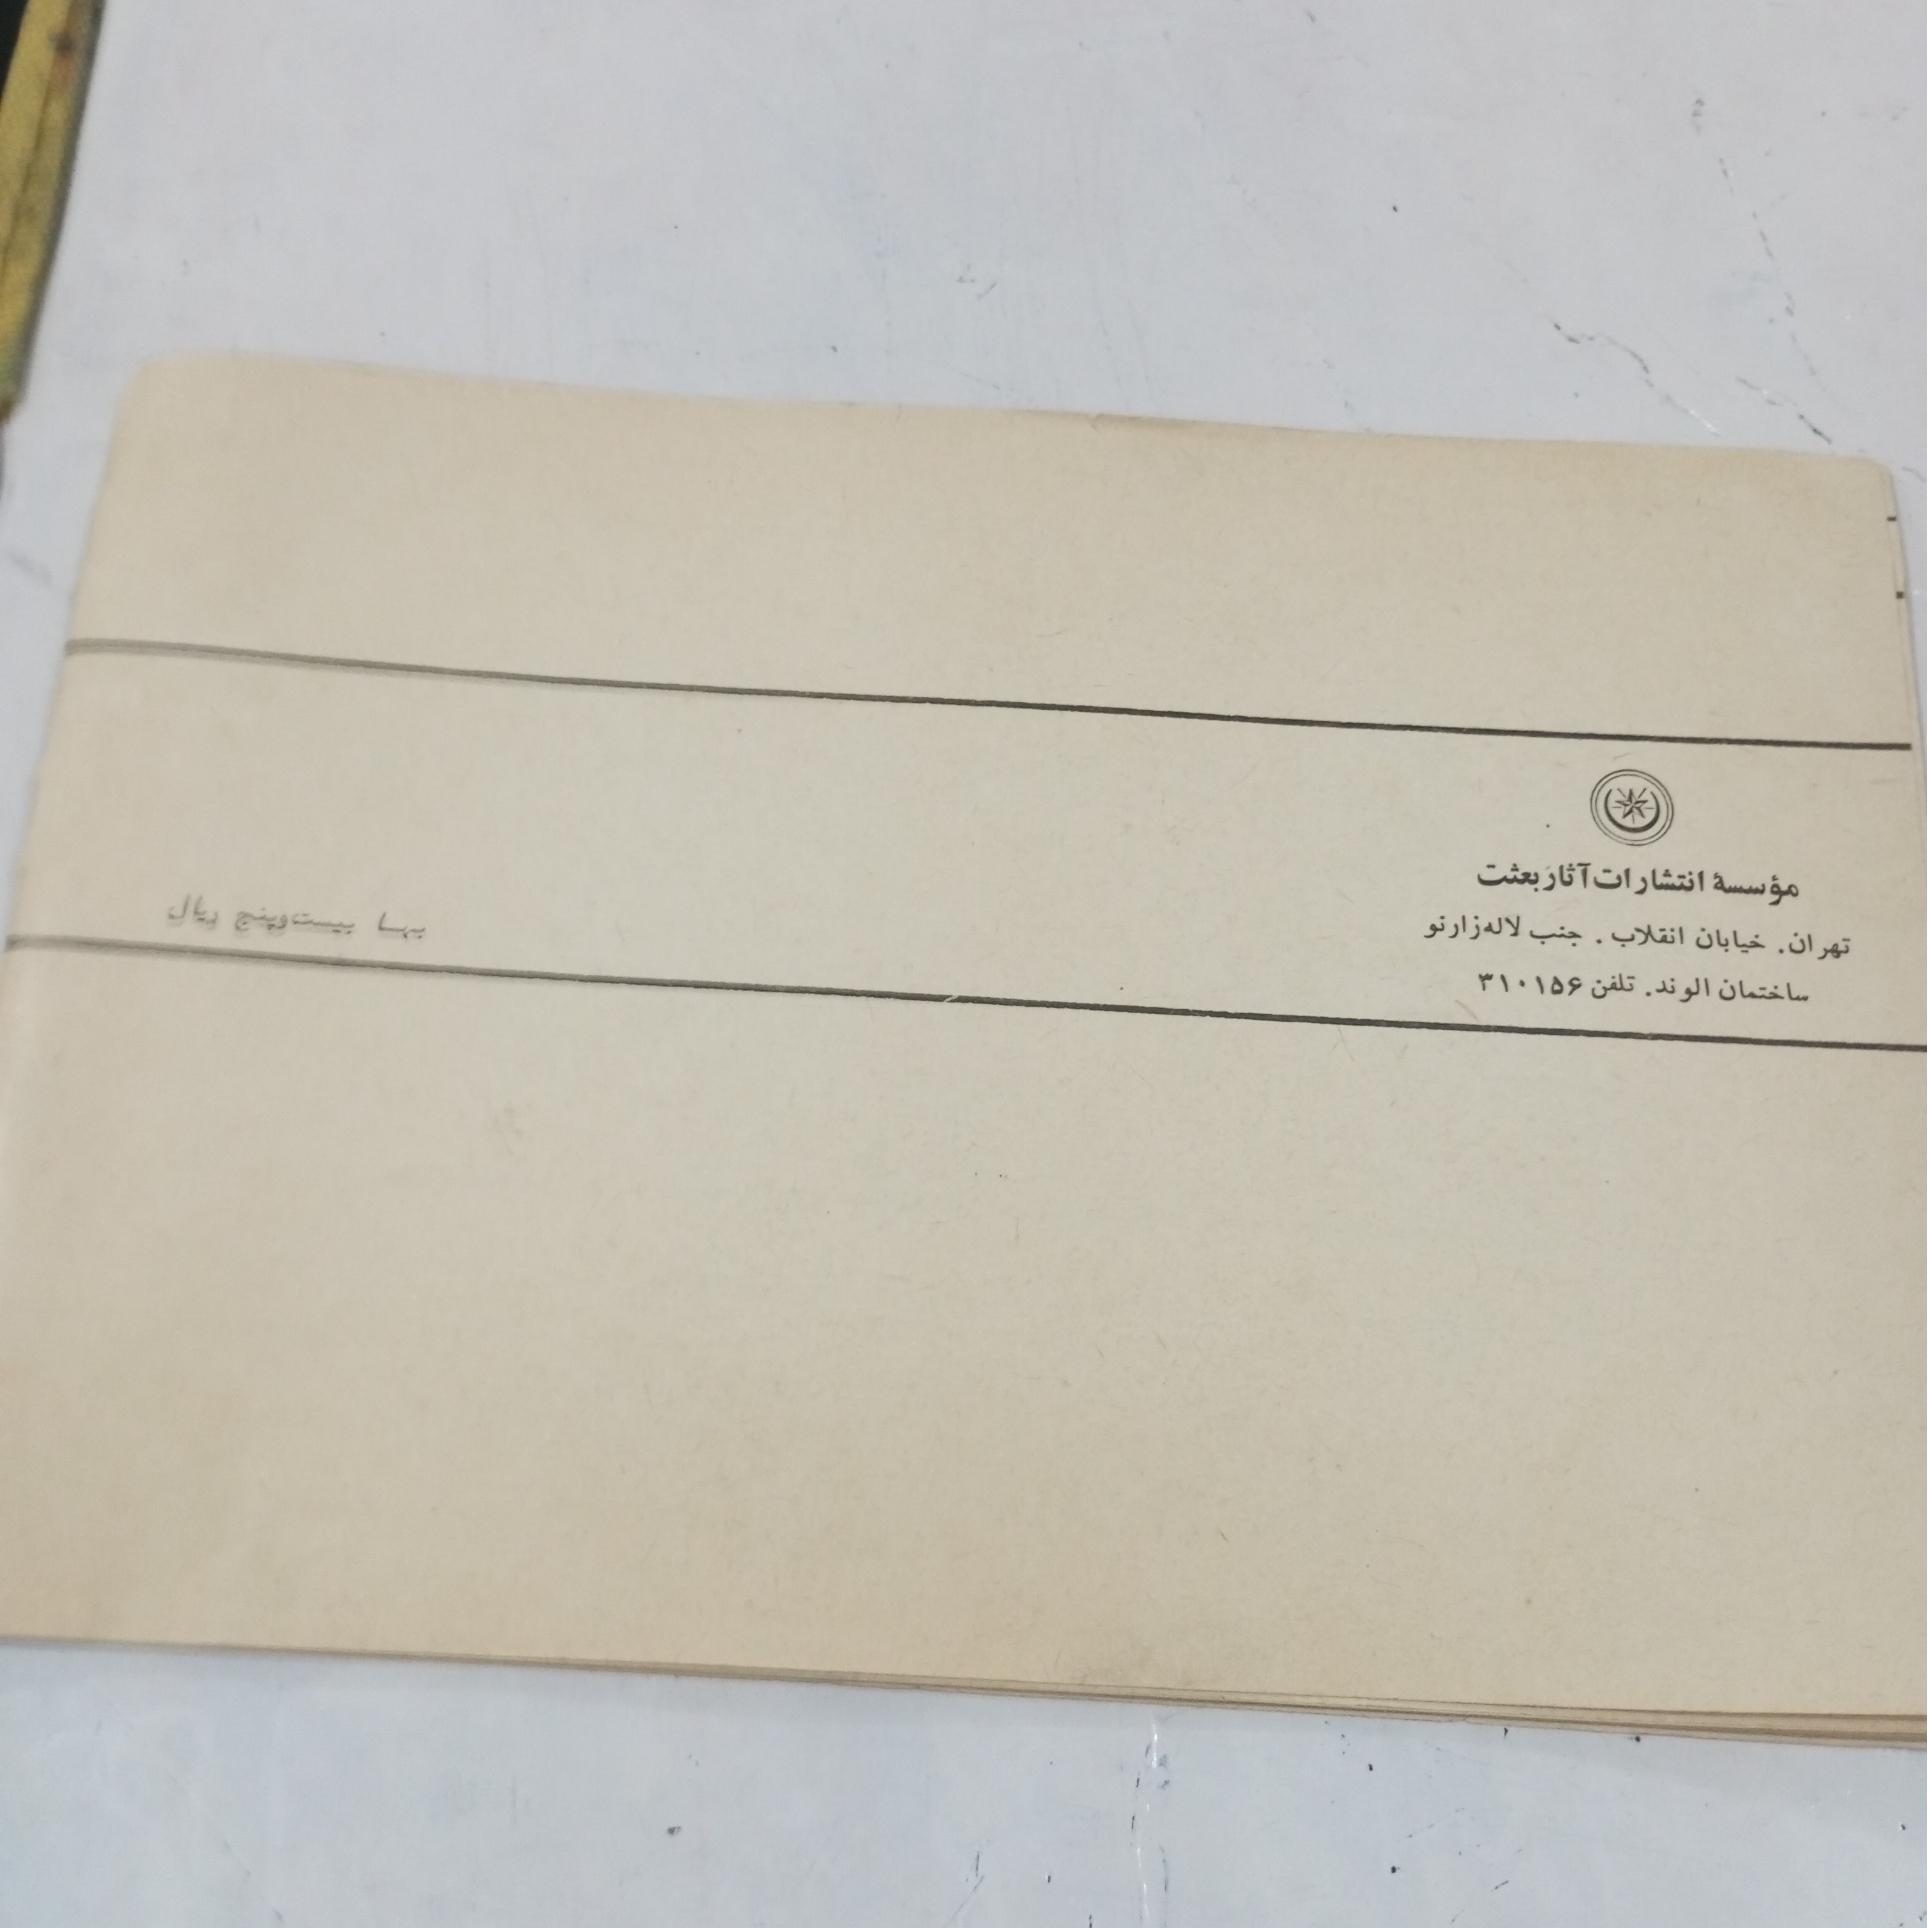 مؤسسهٔ انتشارات آثار بعثت
تهران. خیابان انقلاب. جنب لاله‌زارنو
ساختمان الوند. تلفن ۳۱۰۱۵۶
بها بیست‌وپنج ریال